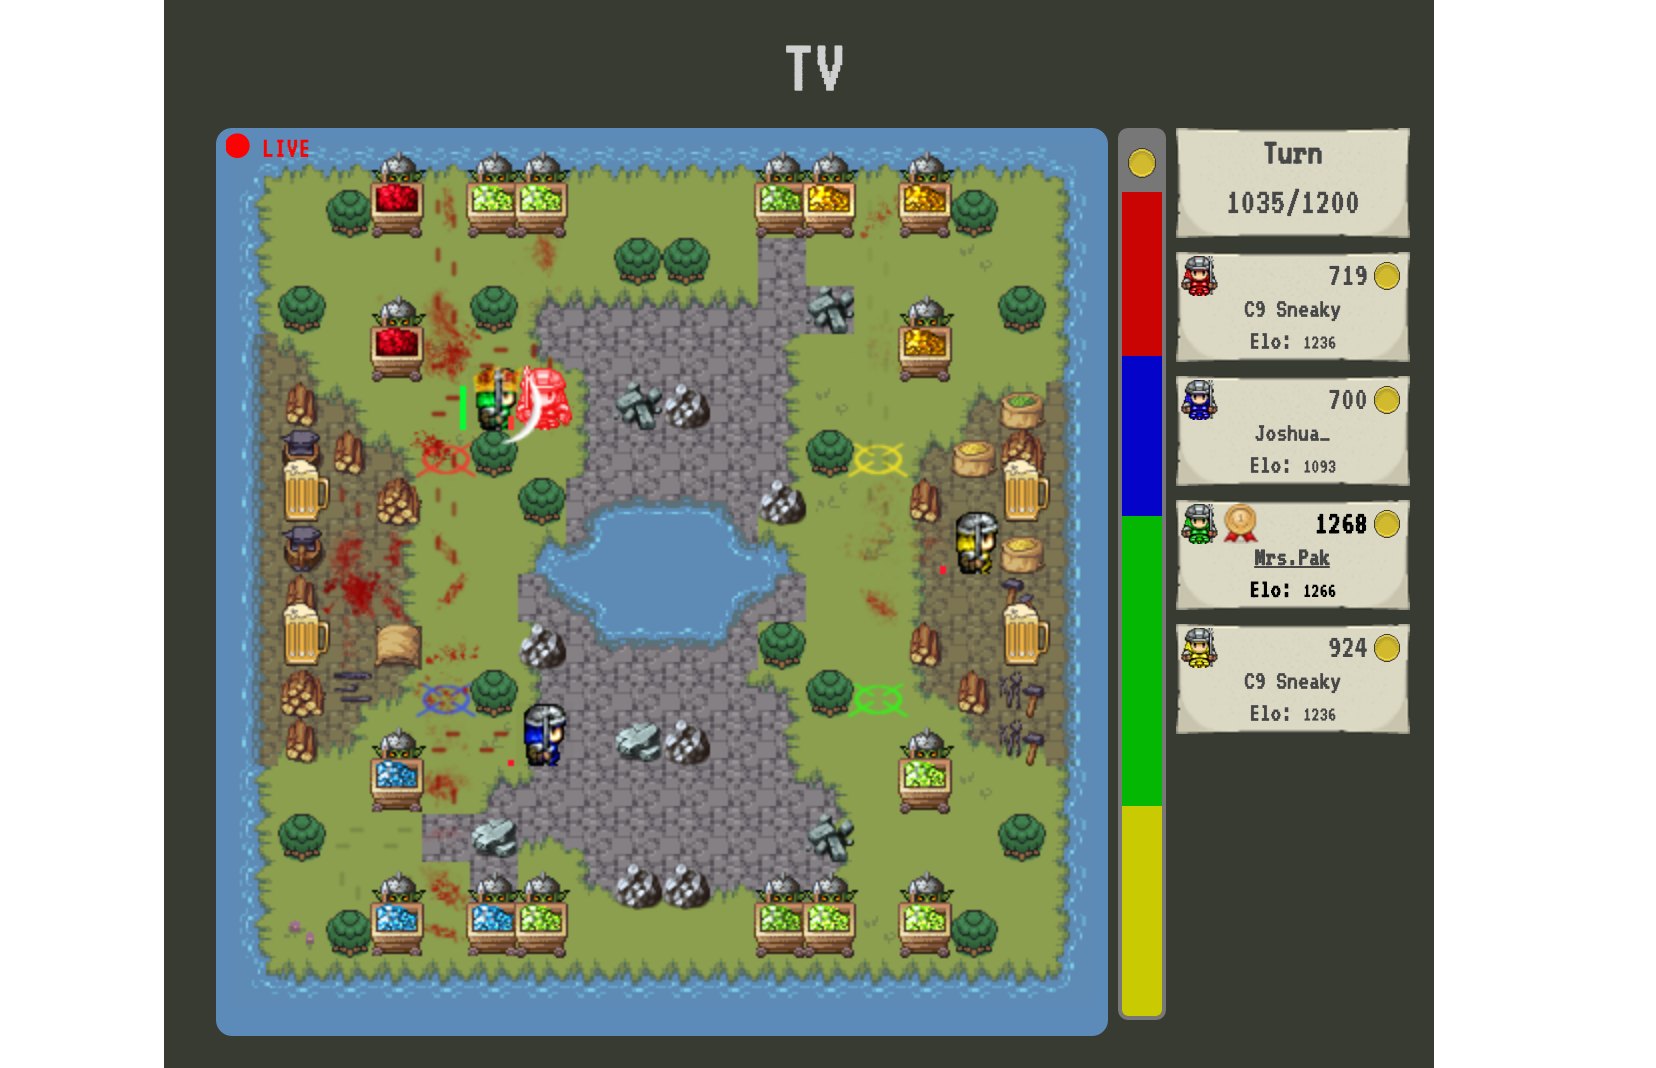 TV
LIVE
Turn
1035/1200
719
C9 Sneaky
Elo: 1236
700
Joshua_
Elo: 1093
1
1268
Mrs.Pak
Elo: 1266
924
C9 Sneaky
Elo: 1236